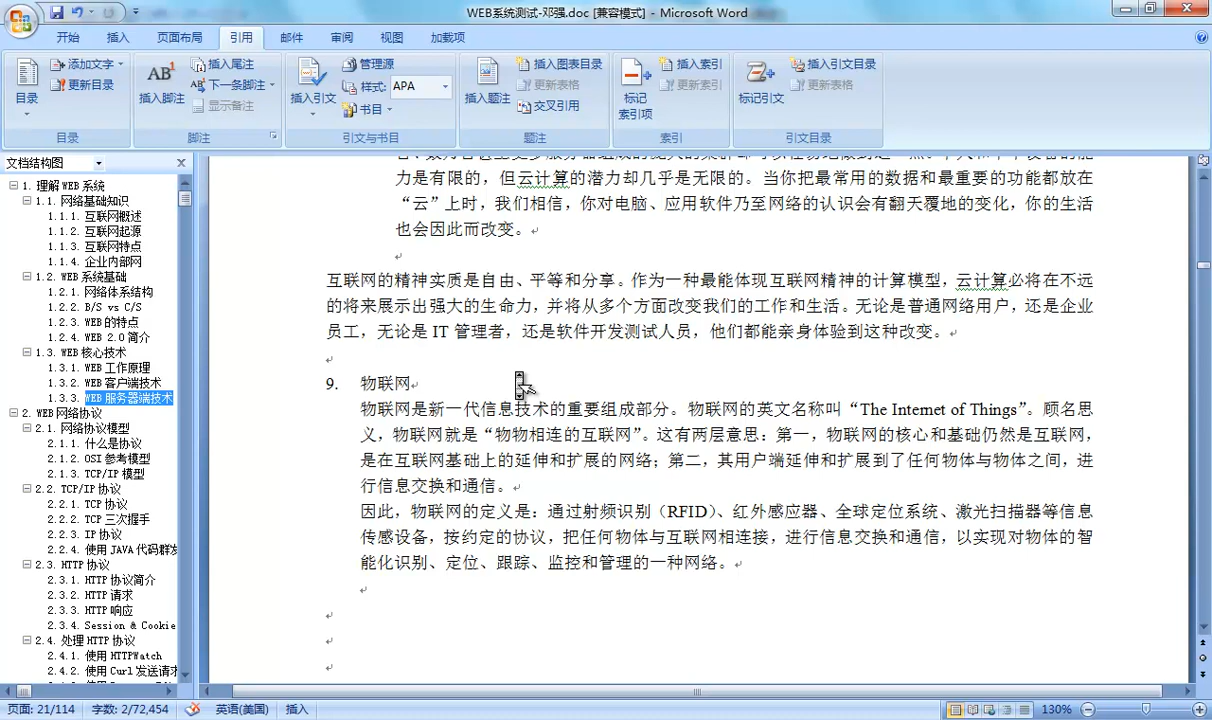 WEB系统测试-邓强.doc [兼容模式] - Microsoft Word
开始 插入 页面布局 引用 邮件 审阅 视图 加载项
目录
添加文字
更新目录
目录
AB¹
插入脚注
插入尾注
下一条脚注
显示备注
脚注
插入引文
管理源
样式: APA
书目
引文与书目
插入题注
插入图表目录
更新表格
交叉引用
题注
标记
索引项
插入索引
更新索引
索引
标记引文
插入引文目录
更新表格
引文目录
文档结构图
1. 理解WEB系统
1.1. 网络基础知识
1.1.1. 互联网概述
1.1.2. 互联网起源
1.1.3. 互联网特点
1.1.4. 企业内部网
1.2. WEB系统基础
1.2.1. 网络体系结构
1.2.2. B/S vs C/S
1.2.3. WEB的特点
1.2.4. WEB 2.0简介
1.3. WEB核心技术
1.3.1. WEB工作原理
1.3.2. WEB客户端技术
1.3.3. WEB服务器端技术
2. WEB网络协议
2.1. 网络协议模型
2.1.1. 什么是协议
2.1.2. OSI参考模型
2.1.3. TCP/IP模型
2.2. TCP/IP协议
2.2.1. TCP协议
2.2.2. TCP三次握手
2.2.3. IP协议
2.2.4. 使用JAVA代码群发
2.3. HTTP协议
2.3.1. HTTP协议简介
2.3.2. HTTP请求
2.3.3. HTTP响应
2.3.4. Session & Cookie
2.4. 处理HTTP协议
2.4.1. 使用HTTPWatch
2.4.2. 使用Curl发送请求
力是有限的，但云计算的潜力却几乎是无限的。当你把最常用的数据和最重要的功能都放在
“云”上时，我们相信，你对电脑、应用软件乃至网络的认识会有翻天覆地的变化，你的生活
也会因此而改变。
互联网的精神实质是自由、平等和分享。作为一种最能体现互联网精神的计算模型，云计算必将在不远
的将来展示出强大的生命力，并将从多个方面改变我们的工作和生活。无论是普通网络用户，还是企业
员工，无论是IT管理者，还是软件开发测试人员，他们都能亲身体验到这种改变。
9. 物联网
物联网是新一代信息技术的重要组成部分。物联网的英文名称叫“The Internet of Things”。顾名思
义，物联网就是“物物相连的互联网”。这有两层意思：第一，物联网的核心和基础仍然是互联网，
是在互联网基础上的延伸和扩展的网络；第二，其用户端延伸和扩展到了任何物体与物体之间，进
行信息交换和通信。
因此，物联网的定义是：通过射频识别（RFID）、红外感应器、全球定位系统、激光扫描器等信息
传感设备，按约定的协议，把任何物体与互联网相连接，进行信息交换和通信，以实现对物体的智
能化识别、定位、跟踪、监控和管理的一种网络。
页面: 21/114 字数: 2/72,454 英语(美国) 插入 130%